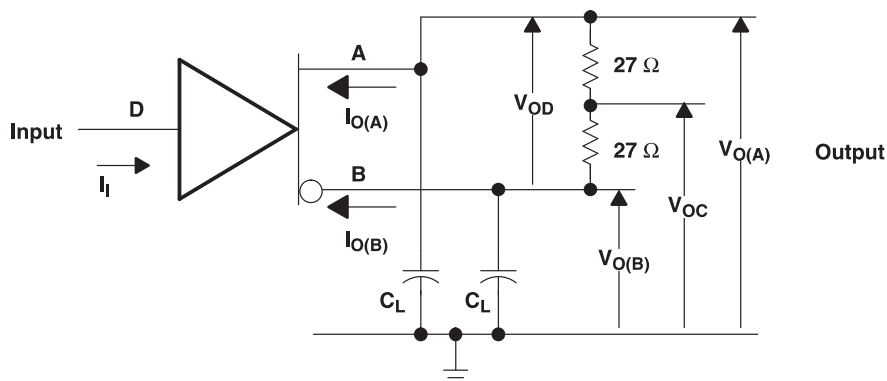 A
27 Ω
D
V_OD
Input
I_O(A)
27 Ω
V_O(A)
Output
B
I_I
V_OC
I_O(B)
V_O(B)
C_L
C_L